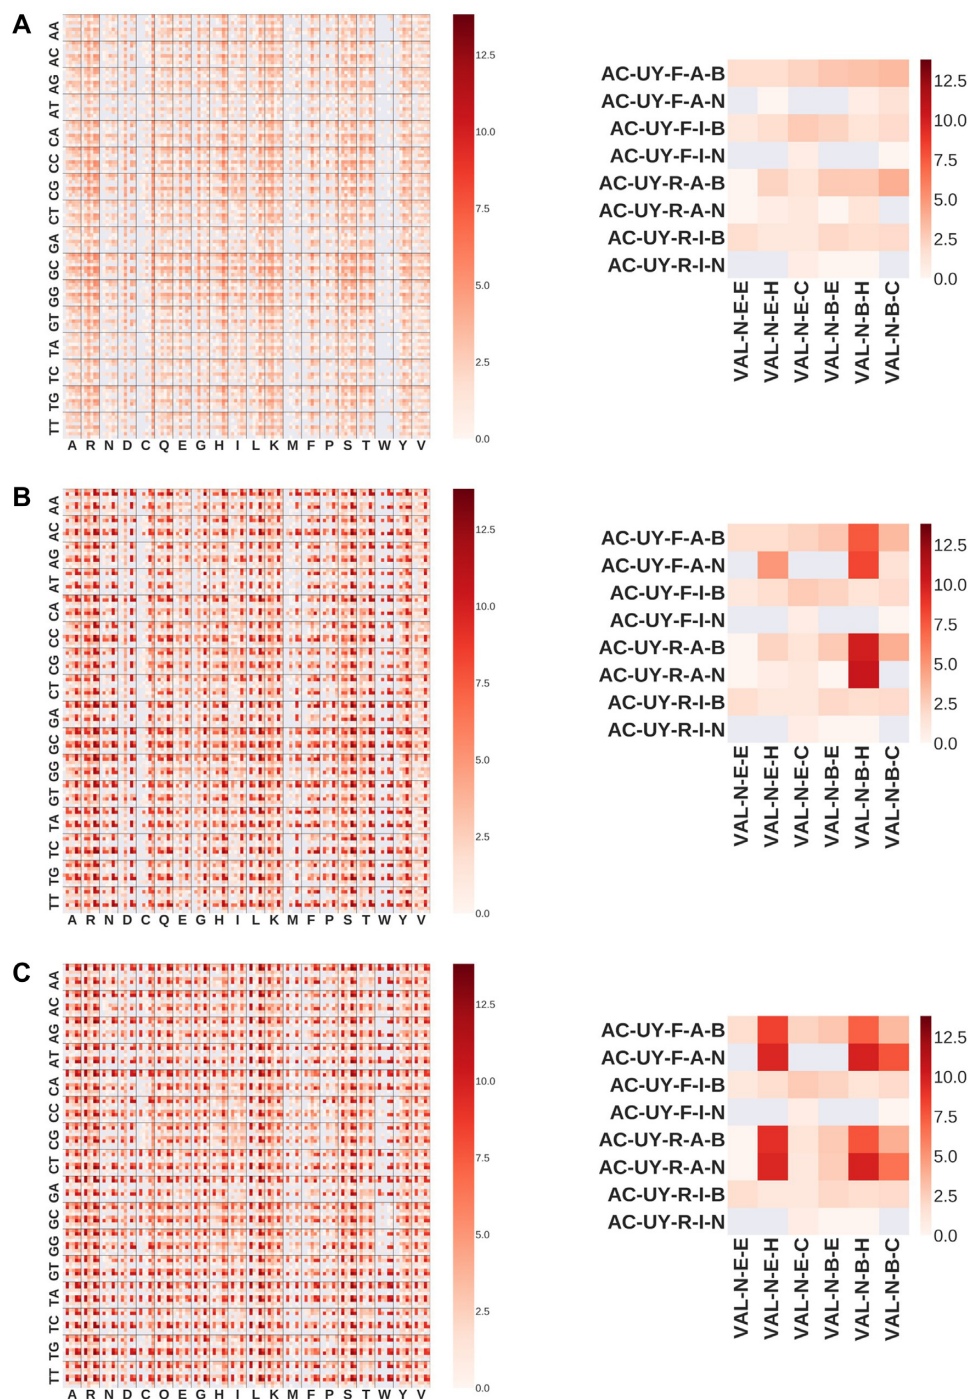 A
AA
AC
AG
AT
CA
CC
CG
CT
GA
GC
GG
GT
TA
TC
TG
TT
A R N D C Q E G H I L K M F P S T W Y V
12.5
10.0
7.5
5.0
2.5
0.0
AC-UY-F-A-B
AC-UY-F-A-N
AC-UY-F-I-B
AC-UY-F-I-N
AC-UY-R-A-B
AC-UY-R-A-N
AC-UY-R-I-B
AC-UY-R-I-N
VAL-N-E-E
VAL-N-E-H
VAL-N-E-C
VAL-N-B-E
VAL-N-B-H
VAL-N-B-C
12.5
10.0
7.5
5.0
2.5
0.0
B
AA
AC
AG
AT
CA
CC
CG
CT
GA
GC
GG
GT
TA
TC
TG
TT
A R N D C Q E G H I L K M F P S T W Y V
12.5
10.0
7.5
5.0
2.5
0.0
AC-UY-F-A-B
AC-UY-F-A-N
AC-UY-F-I-B
AC-UY-F-I-N
AC-UY-R-A-B
AC-UY-R-A-N
AC-UY-R-I-B
AC-UY-R-I-N
VAL-N-E-E
VAL-N-E-H
VAL-N-E-C
VAL-N-B-E
VAL-N-B-H
VAL-N-B-C
12.5
10.0
7.5
5.0
2.5
0.0
C
AA
AC
AG
AT
CA
CC
CG
CT
GA
GC
GG
GT
TA
TC
TG
TT
A R N D C Q E G H I L K M F P S T W Y V
12.5
10.0
7.5
5.0
2.5
0.0
AC-UY-F-A-B
AC-UY-F-A-N
AC-UY-F-I-B
AC-UY-F-I-N
AC-UY-R-A-B
AC-UY-R-A-N
AC-UY-R-I-B
AC-UY-R-I-N
VAL-N-E-E
VAL-N-E-H
VAL-N-E-C
VAL-N-B-E
VAL-N-B-H
VAL-N-B-C
12.5
10.0
7.5
5.0
2.5
0.0